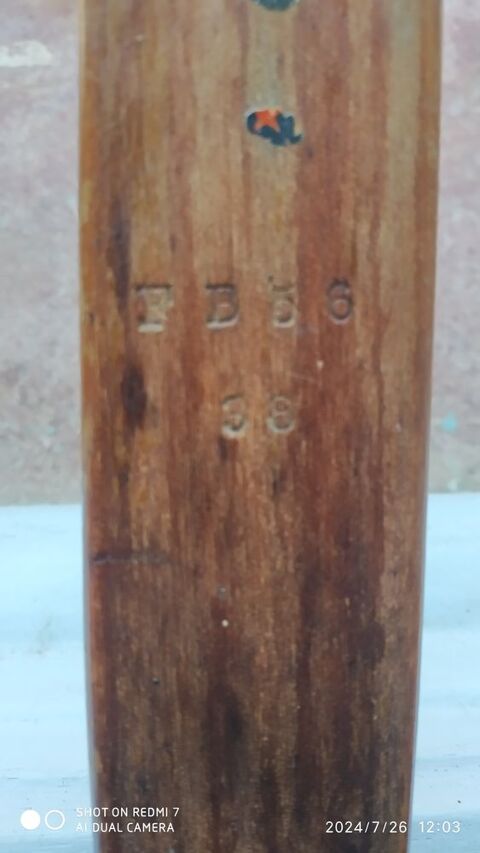 FB56
38
SHOT ON REDMI 7
AI DUAL CAMERA
2024/7/26 12:03